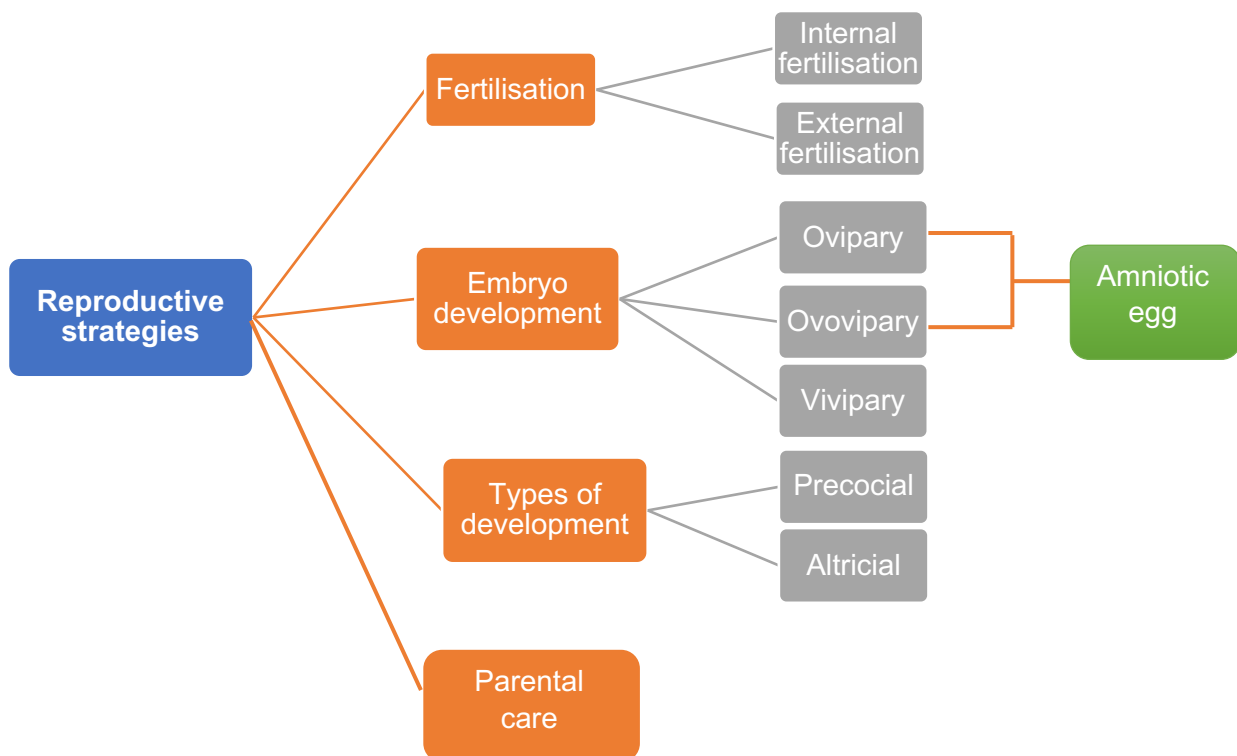 Reproductive
strategies
Fertilisation
Internal
fertilisation
External
fertilisation
Embryo
development
Ovipary
Ovovipary
Vivipary
Amniotic
egg
Types of
development
Precocial
Altricial
Parental
care